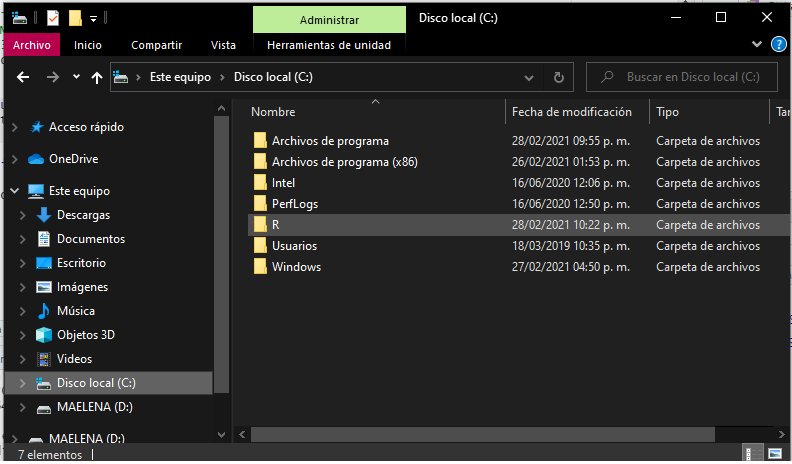 Administrar
Disco local (C:)
Archivo Inicio Compartir Vista Herramientas de unidad
Este equipo Disco local (C:)
Buscar en Disco local (C:)
Acceso rápido
OneDrive
Este equipo
Descargas
Documentos
Escritorio
Imágenes
Música
Objetos 3D
Videos
Disco local (C:)
MAELENA (D:)
MAELENA (D:)
Nombre Fecha de modificación Tipo Tar
Archivos de programa 28/02/2021 09:55 p. m. Carpeta de archivos
Archivos de programa (x86) 26/02/2021 01:53 p. m. Carpeta de archivos
Intel 16/06/2020 12:06 p. m. Carpeta de archivos
PerfLogs 16/06/2020 12:50 p. m. Carpeta de archivos
R 28/02/2021 10:22 p. m. Carpeta de archivos
Usuarios 18/03/2019 10:35 p. m. Carpeta de archivos
Windows 27/02/2021 04:50 p. m. Carpeta de archivos
7 elementos